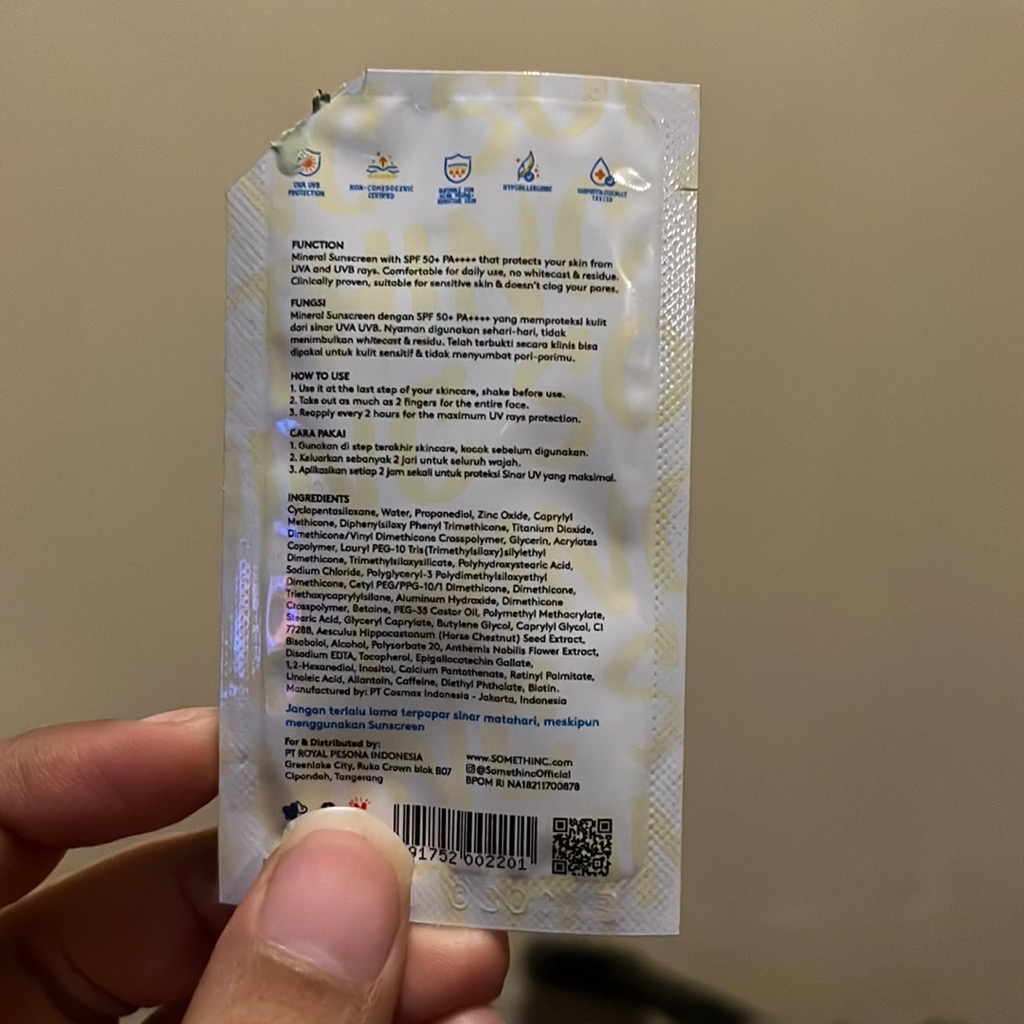 UVA UVB
PROTECTION
NON-COMEDOGENIC
CERTIFIED
SUITABLE FOR
ACNE PRONE-
SENSITIVE SKIN
HYPOALLERGENIC
DERMATOLOGICALLY
TESTED
FUNCTION
Mineral Sunscreen with SPF 50+ PA++++ that protects your skin from
UVA and UVB rays. Comfortable for daily use, no whitecast & residue.
Clinically proven, suitable for sensitive skin & doesn't clog your pores.
FUNGSI
Mineral Sunscreen dengan SPF 50+ PA++++ yang memproteksi kulit
dari sinar UVA UVB. Nyaman digunakan sehari-hari, tidak
menimbulkan whitecast & residu. Telah terbukti secara klinis bisa
dipakai untuk kulit sensitif & tidak menyumbat pori-porimu.
HOW TO USE
1. Use it at the last step of your skincare, shake before use.
2. Take out as much as 2 fingers for the entire face.
3. Reapply every 2 hours for the maximum UV rays protection.
CARA PAKAI
1. Gunakan di step terakhir skincare, kocok sebelum digunakan.
2. Keluarkan sebanyak 2 jari untuk seluruh wajah.
3. Aplikasikan setiap 2 jam sekali untuk proteksi Sinar UV yang maksimal.
INGREDIENTS
Cyclopentasiloxane, Water, Propanediol, Zinc Oxide, Caprylyl
Methicone, Diphenylsiloxy Phenyl Trimethicone, Titanium Dioxide,
Dimethicone/Vinyl Dimethicone Crosspolymer, Glycerin, Acrylates
Copolymer, Lauryl PEG-10 Tris(Trimethylsiloxy)silylethyl
Dimethicone, Trimethylsiloxysilicate, Polyhydroxystearic Acid,
Sodium Chloride, Polyglyceryl-3 Polydimethylsiloxyethyl
Dimethicone, Cetyl PEG/PPG-10/1 Dimethicone, Dimethicone,
Triethoxycaprylylsilane, Aluminum Hydroxide, Dimethicone
Crosspolymer, Betaine, PEG-35 Castor Oil, Polymethyl Methacrylate,
Stearic Acid, Glyceryl Caprylate, Butylene Glycol, Caprylyl Glycol, CI
77288, Aesculus Hippocastanum (Horse Chestnut) Seed Extract,
Bisabolol, Alcohol, Polysorbate 20, Anthemis Nobilis Flower Extract,
Disodium EDTA, Tocopherol, Epigallocatechin Gallate,
1,2-Hexanediol, Inositol, Calcium Pantothenate, Retinyl Palmitate,
Linoleic Acid, Allantoin, Caffeine, Diethyl Phthalate, Biotin.
Manufactured by: PT Cosmax Indonesia - Jakarta, Indonesia
Jangan terlalu lama terpapar sinar matahari, meskipun
menggunakan Sunscreen
For & Distributed by:
PT ROYAL PESONA INDONESIA
Greenlake City, Ruko Crown blok B07
Cipondoh, Tangerang
www.SOMETHINC.com
@SomethincOfficial
BPOM RI NA18211700878
91752 002201